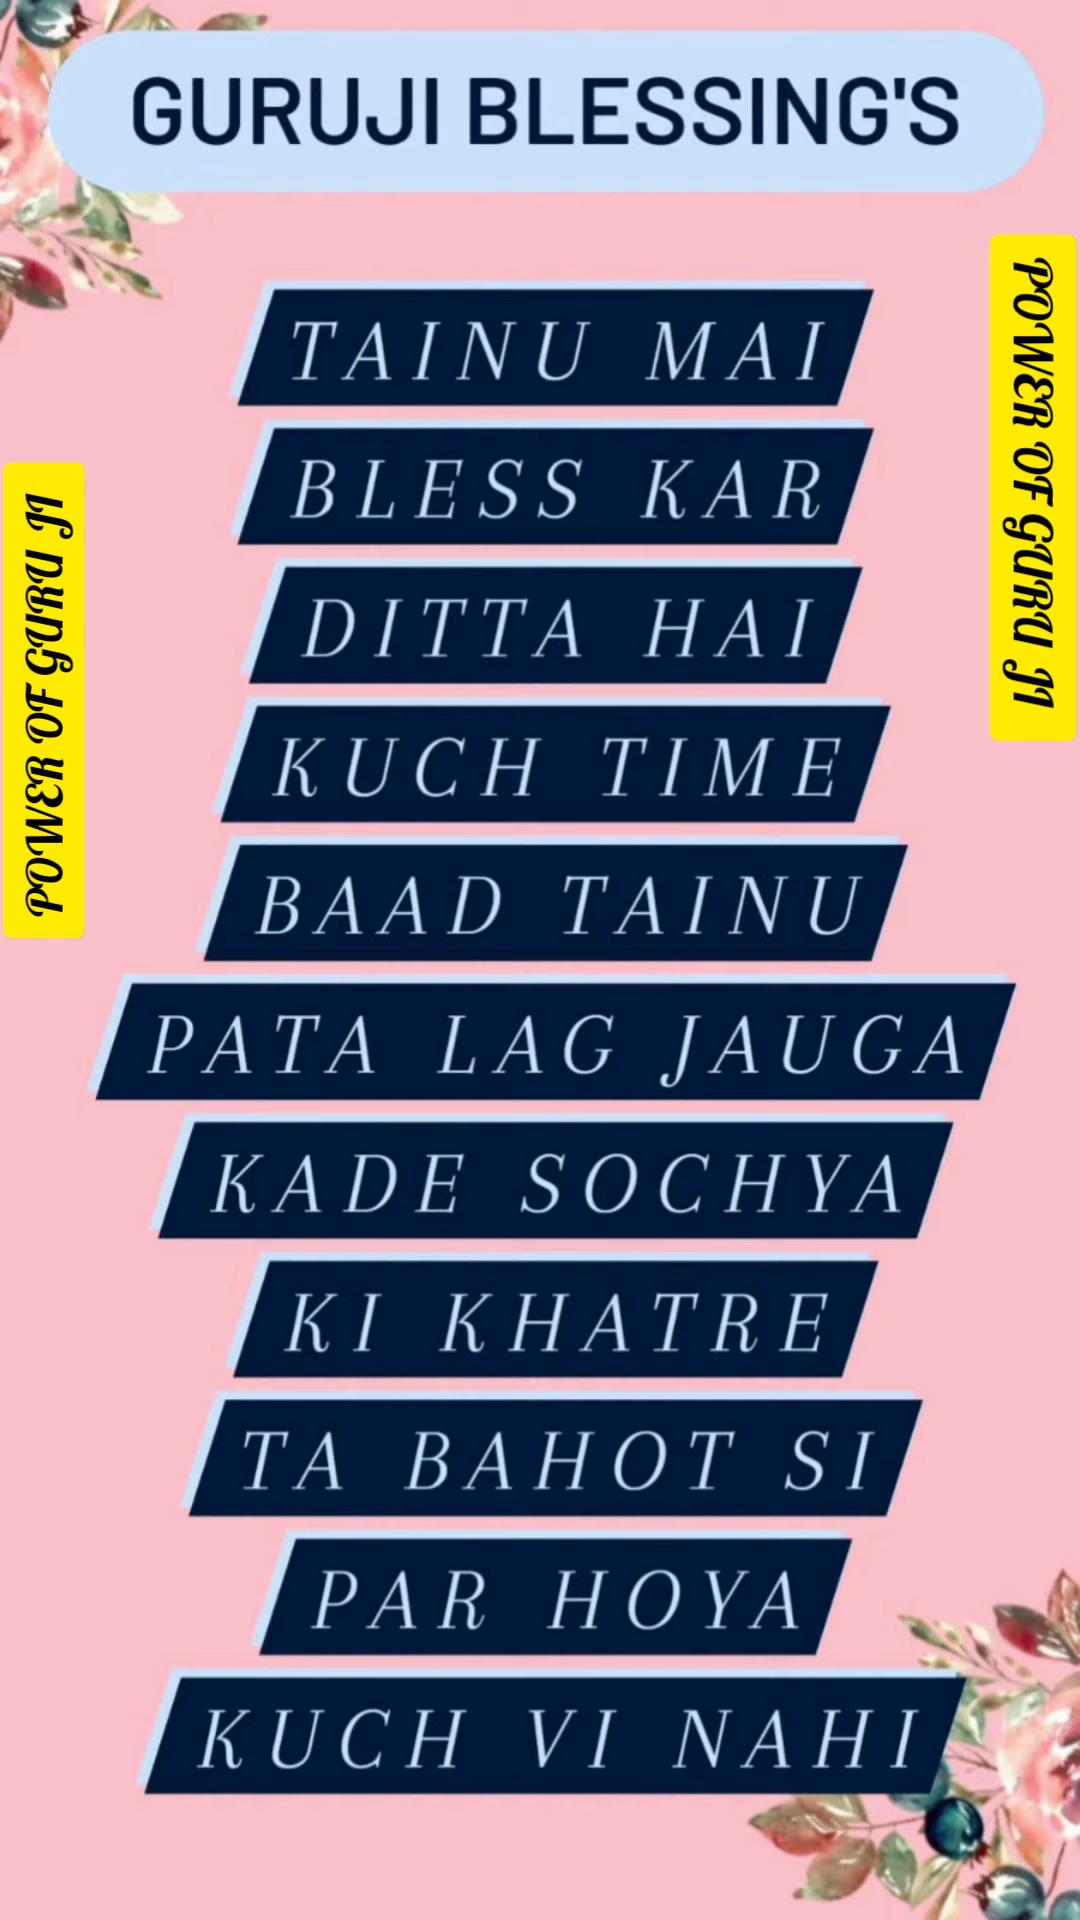 GURUJI BLESSING'S
POWER OF GURU JI
TAINU MAI
BLESS KAR
DITTA HAI
KUCH TIME
BAAD TAINU
PATA LAG JAUGA
KADE SOCHYA
KI KHATRE
TA BAHOT SI
PAR HOYA
KUCH VI NAHI
POWER OF GURU JI